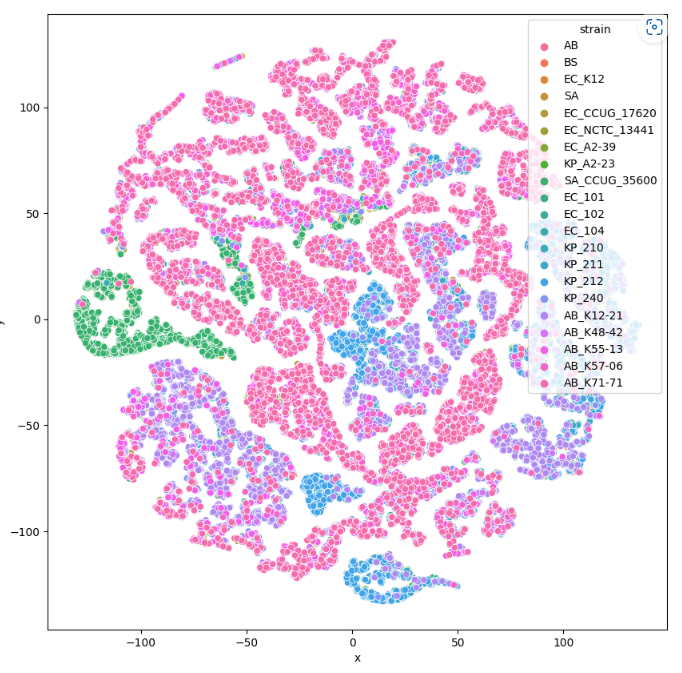 strain
AB
BS
EC_K12
SA
EC_CCUG_17620
EC_NCTC_13441
EC_A2-39
KP_A2-23
SA_CCUG_35600
EC_101
EC_102
EC_104
KP_210
KP_211
KP_212
KP_240
AB_K12-21
AB_K48-42
AB_K55-13
AB_K57-06
AB_K71-71
100
50
0
−50
−100
y
−100
−50
0
50
100
x